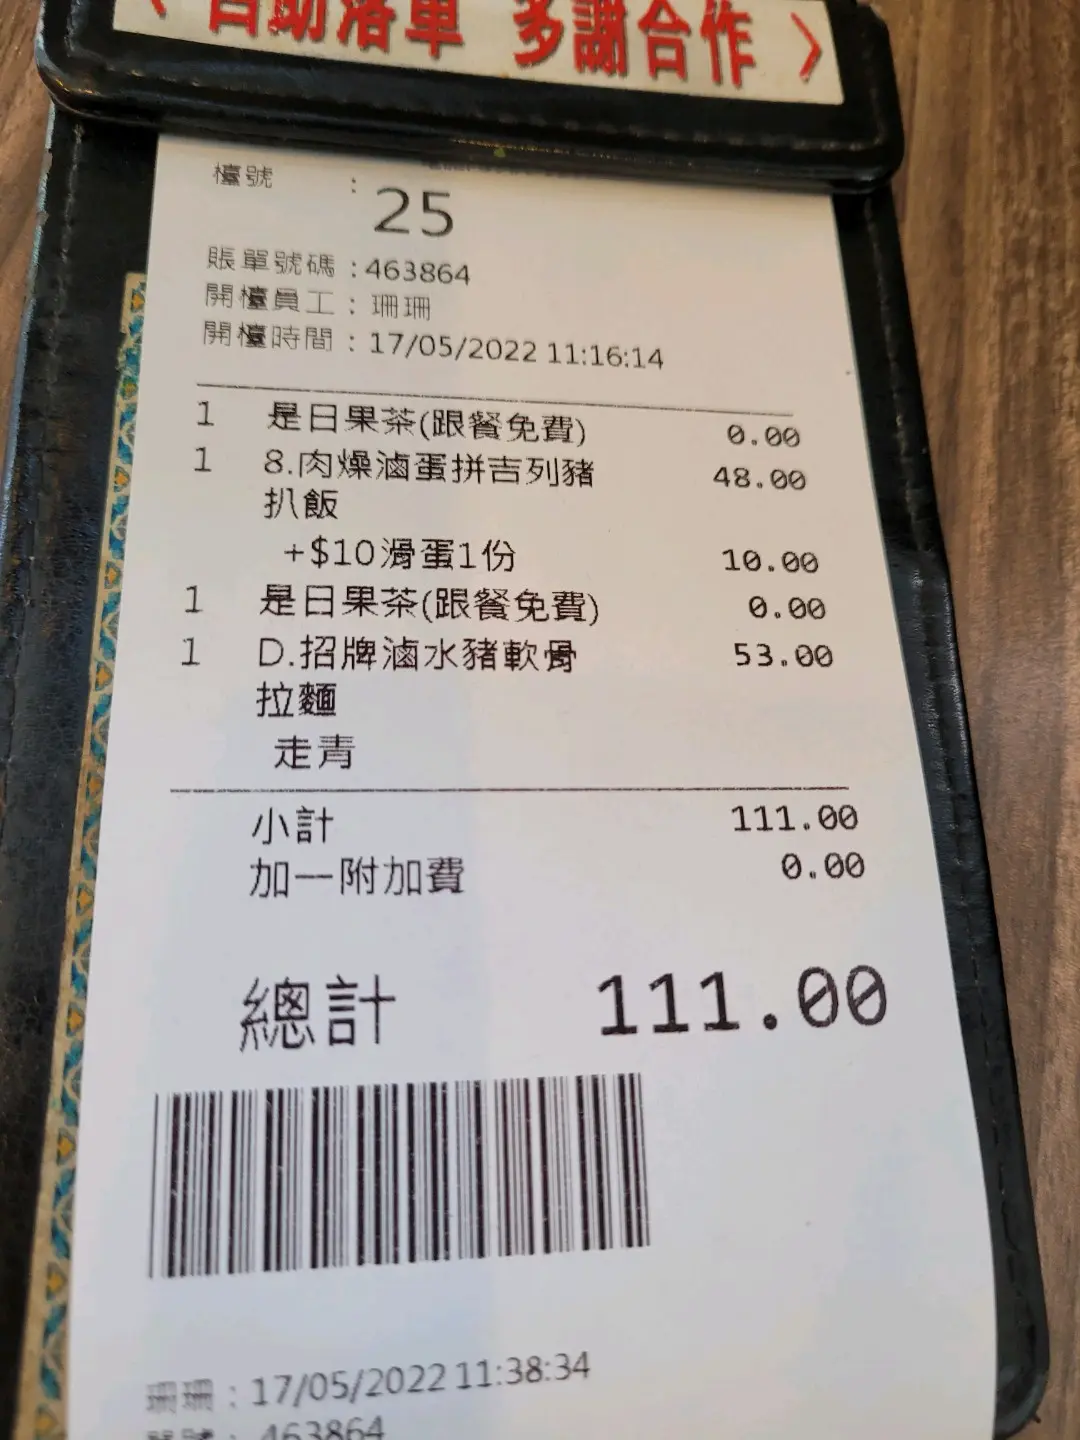 自助落單 多謝合作 〉
檯號 : 25
賬單號碼 : 463864
開檯員工 : 珊珊
開檯時間 : 17/05/2022 11:16:14
1 是日果茶(跟餐免費) 0.00
1 8.肉燥滷蛋拼吉列豬 48.00
扒飯
+$10滑蛋1份 10.00
1 是日果茶(跟餐免費) 0.00
1 D.招牌滷水豬軟骨 53.00
拉麵
走青
小計 111.00
加一附加費 0.00
總計 111.00
珊珊 : 17/05/2022 11:38:34
單號 : 463864